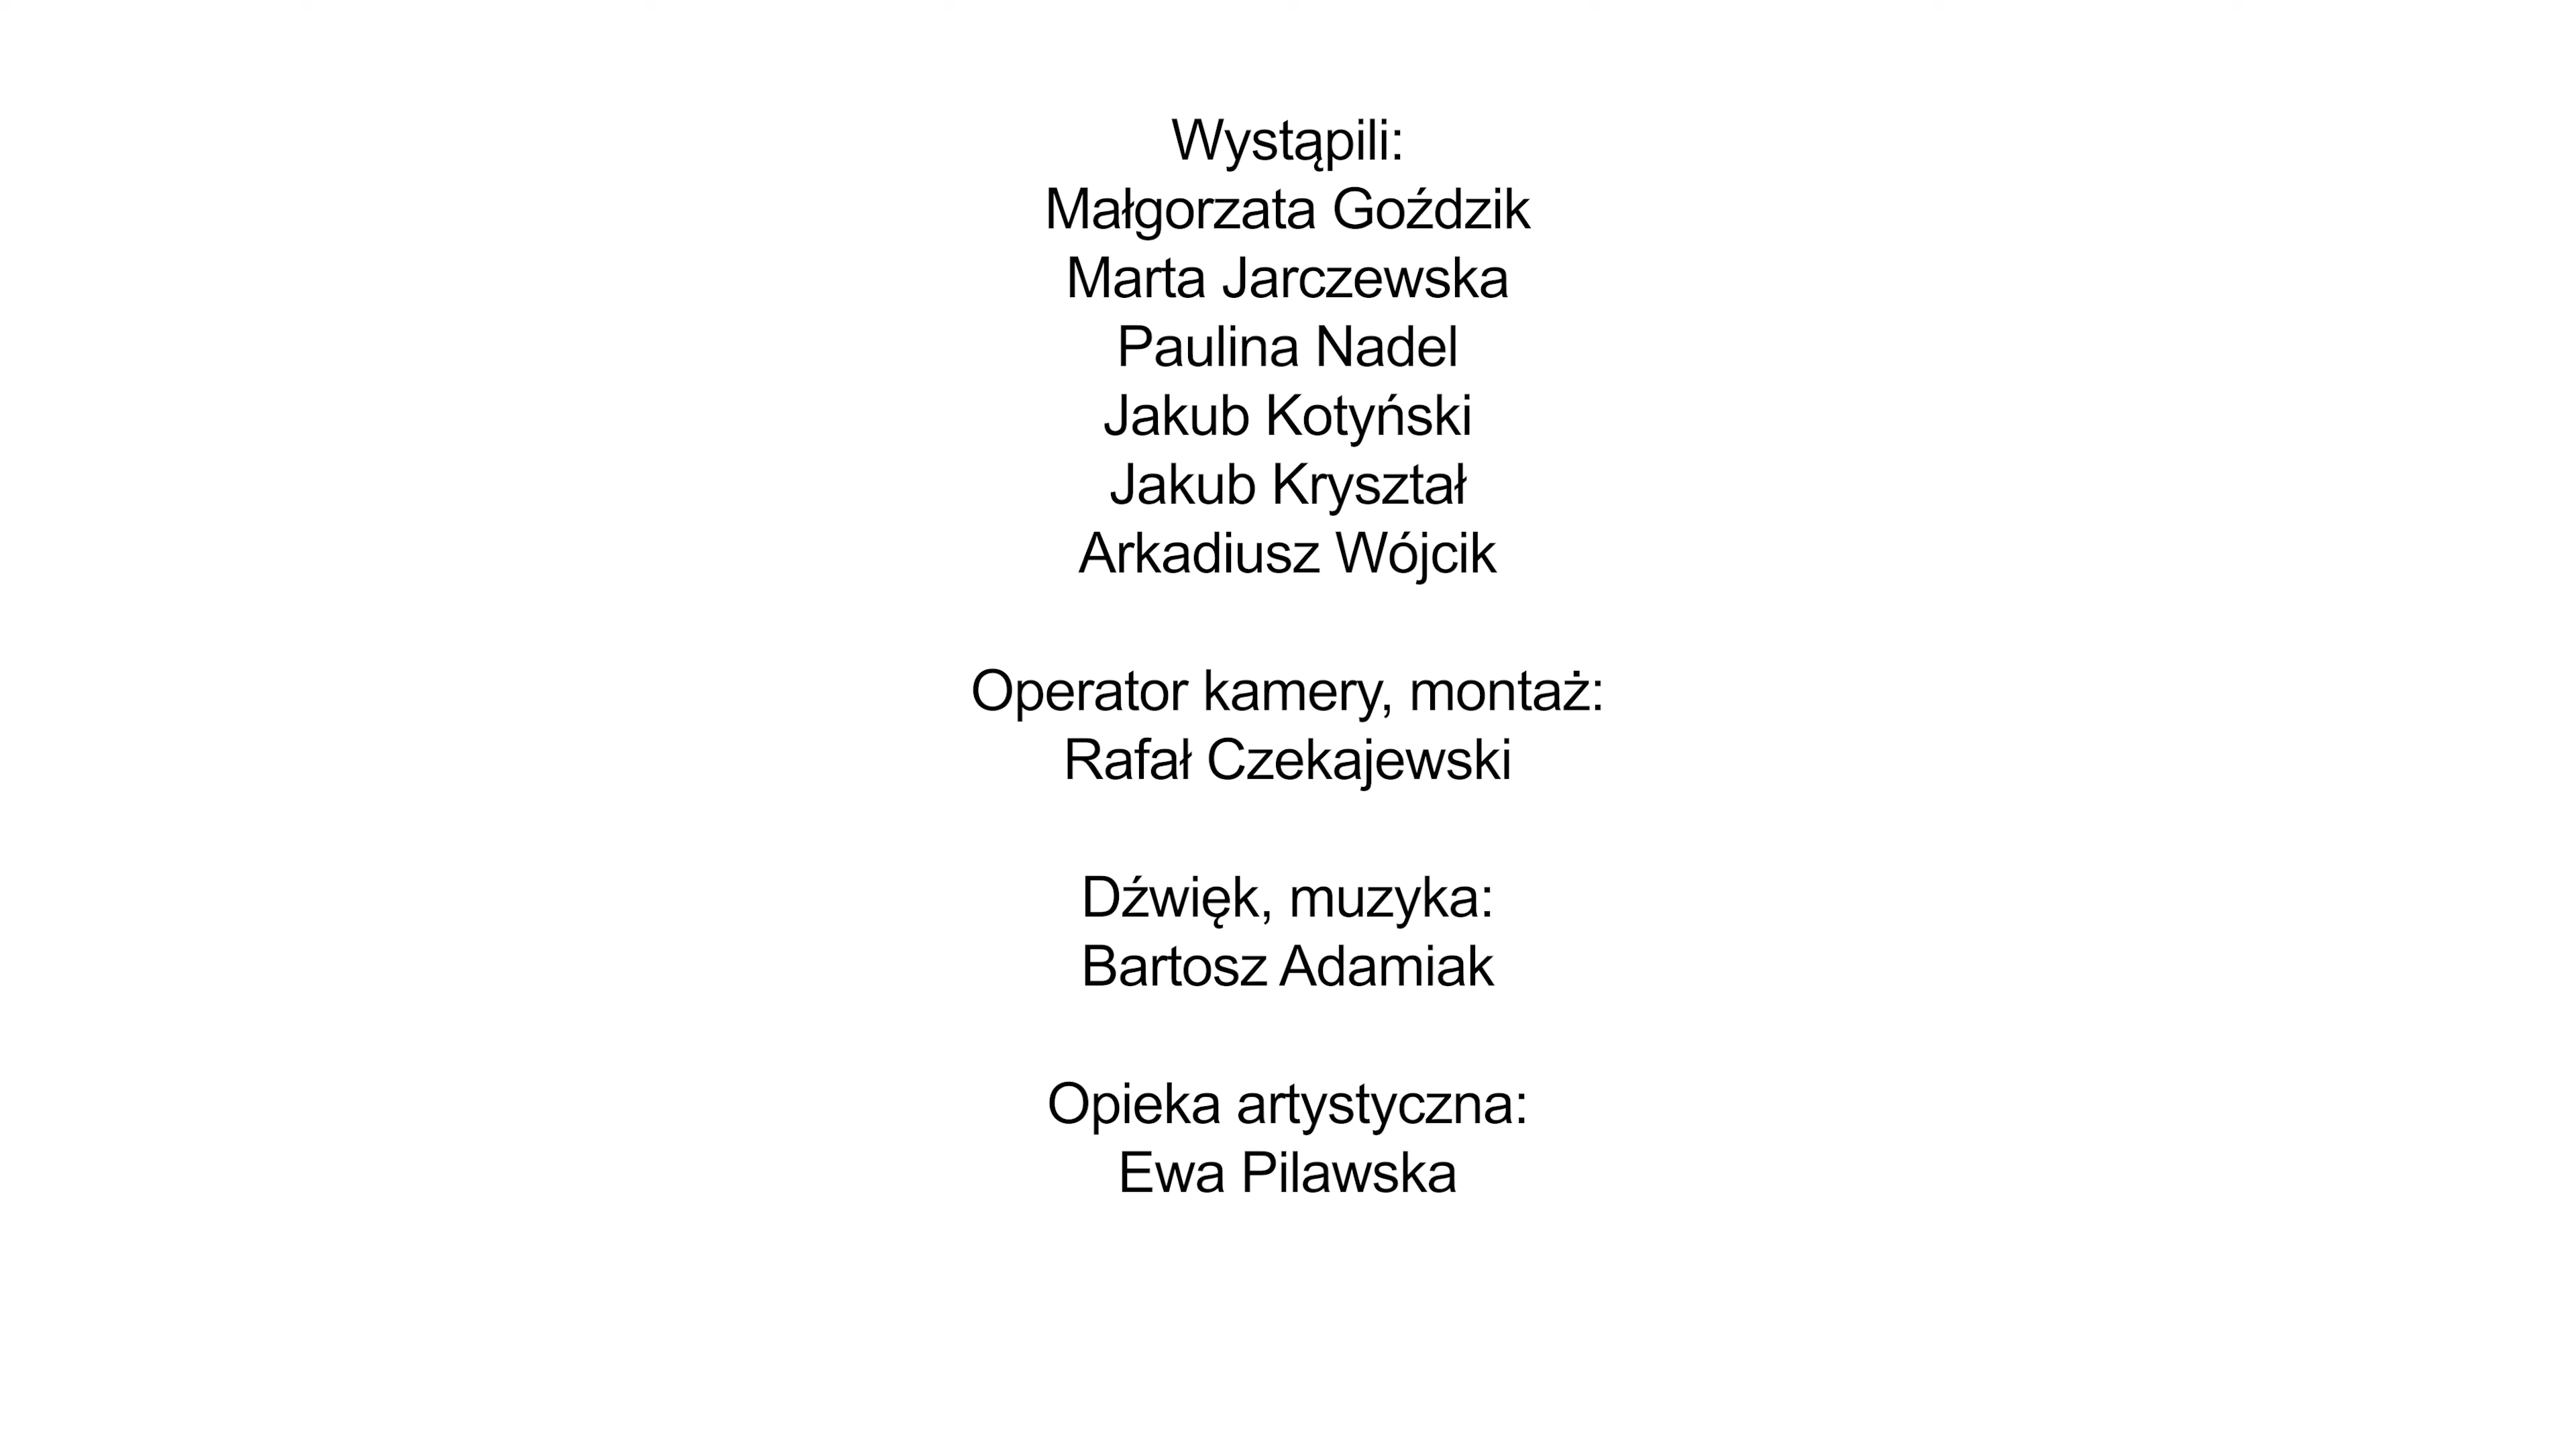 Wystąpili:
Małgorzata Goździk
Marta Jarczewska
Paulina Nadel
Jakub Kotyński
Jakub Kryształ
Arkadiusz Wójcik
Operator kamery, montaż:
Rafał Czekajewski
Dźwięk, muzyka:
Bartosz Adamiak
Opieka artystyczna:
Ewa Pilawska